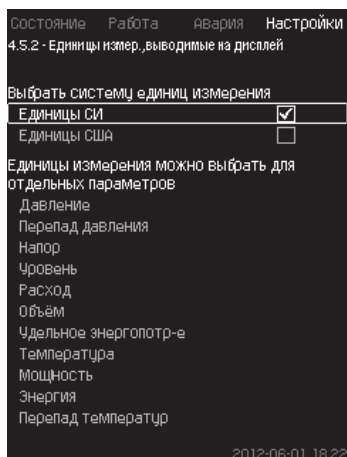 Состояние Работа Авария Настройки
4.5.2 - Единицы измер.,выводимые на дисплей
Выбрать систему единиц измерения
Единицы СИ
Единицы США
Единицы измерения можно выбрать для
отдельных параметров
Давление
Перепад давления
Напор
Уровень
Расход
Объём
Удельное энергопотр-е
Температура
Мощность
Энергия
Перепад температур
2012-06-01 18:22